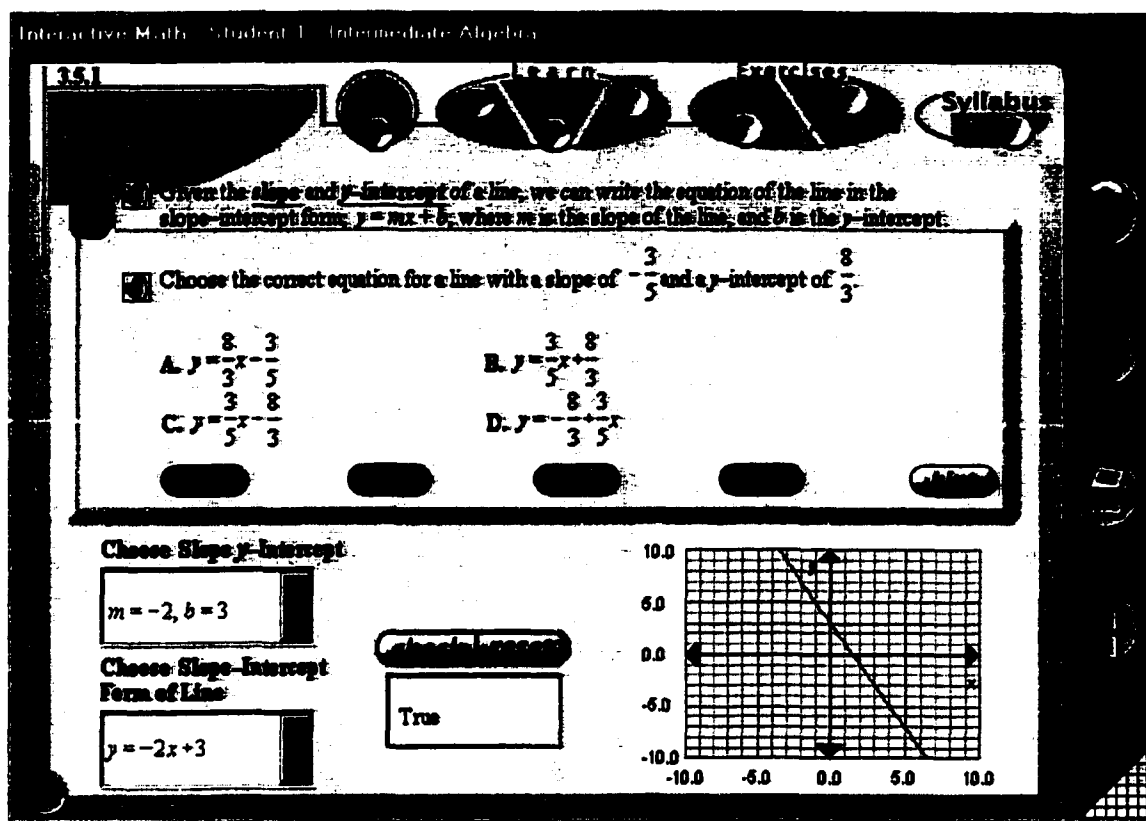 Interactive Math - Student 1 - Intermediate Algebra
3.5.1
Learn
Exercises
Syllabus
Given the slope and y-intercept of a line, we can write the equation of the line in the
slope-intercept form, y = mx + b, where m is the slope of the line, and b is the y-intercept.
Choose the correct equation for a line with a slope of -3/5 and a y-intercept of 8/3.
A. y = 8/3 x - 3/5
B. y = 3/5 x + 8/3
C. y = 3/5 x - 8/3
D. y = -8/3 + 3/5 x
Choose Slope y-Intercept
m = -2, b = 3
Choose Slope-Intercept
Form of Line
y = -2x +3
True
10.0
5.0
0.0
-5.0
-10.0
-10.0 -5.0 0.0 5.0 10.0
y
x